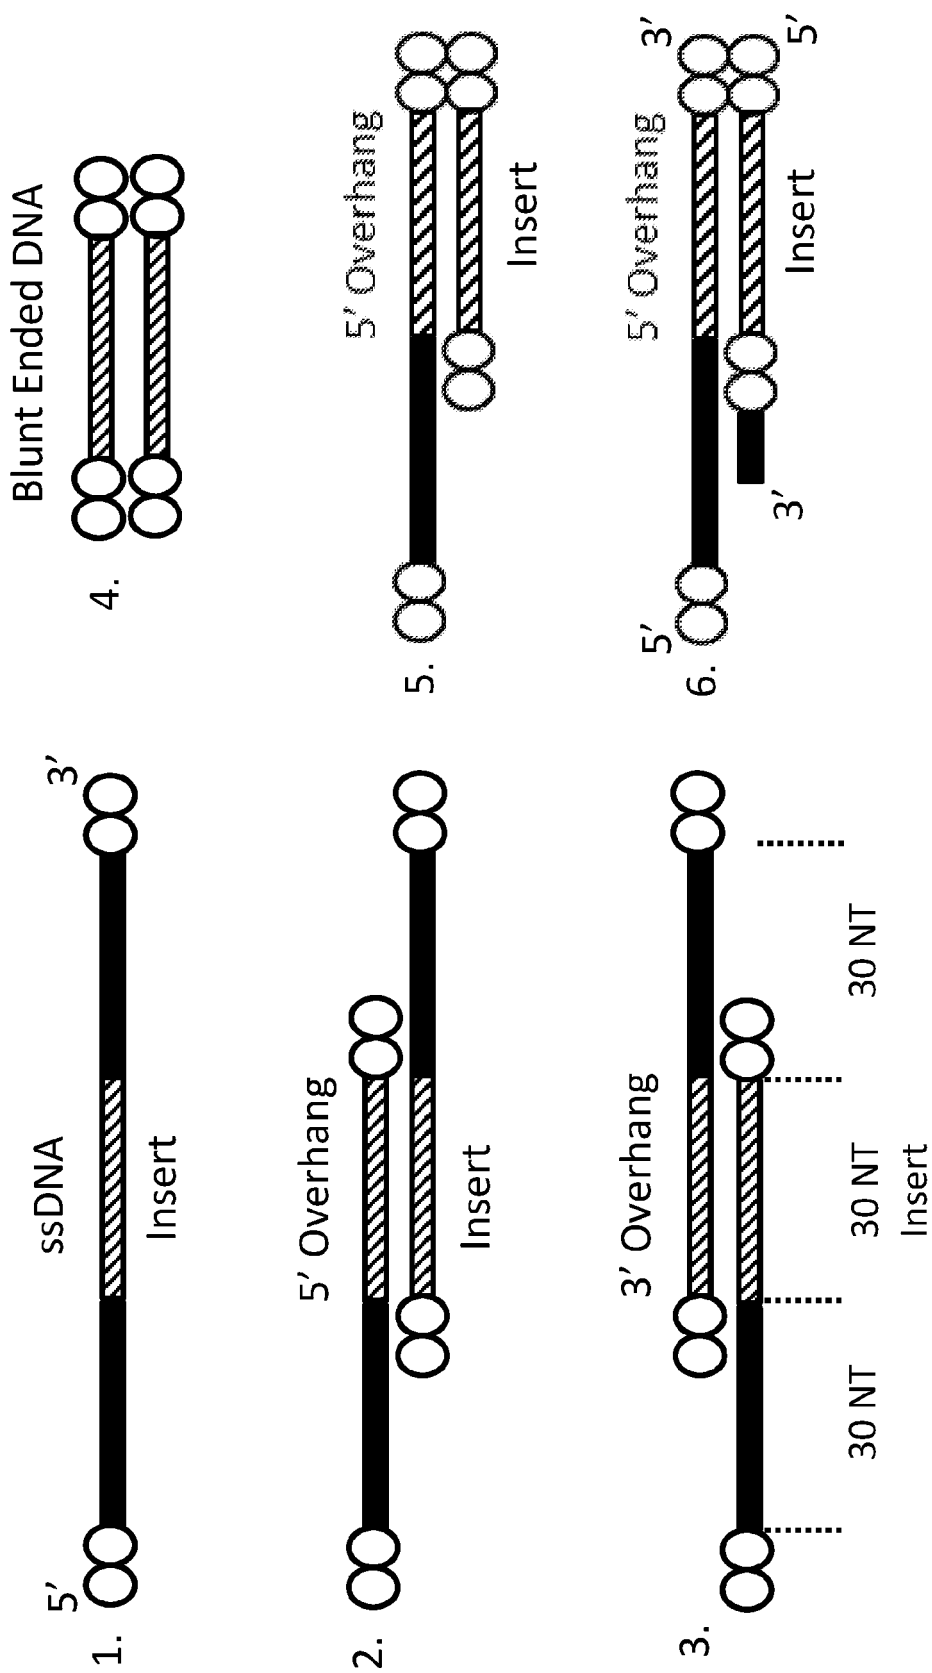 1.
5’
ssDNA
3’
Insert
2.
5’ Overhang
Insert
3.
3’ Overhang
30 NT
30 NT
30 NT
Insert
4.
Blunt Ended DNA
5.
5’ Overhang
Insert
6.
5’
5’ Overhang
3’
3’
Insert
5’